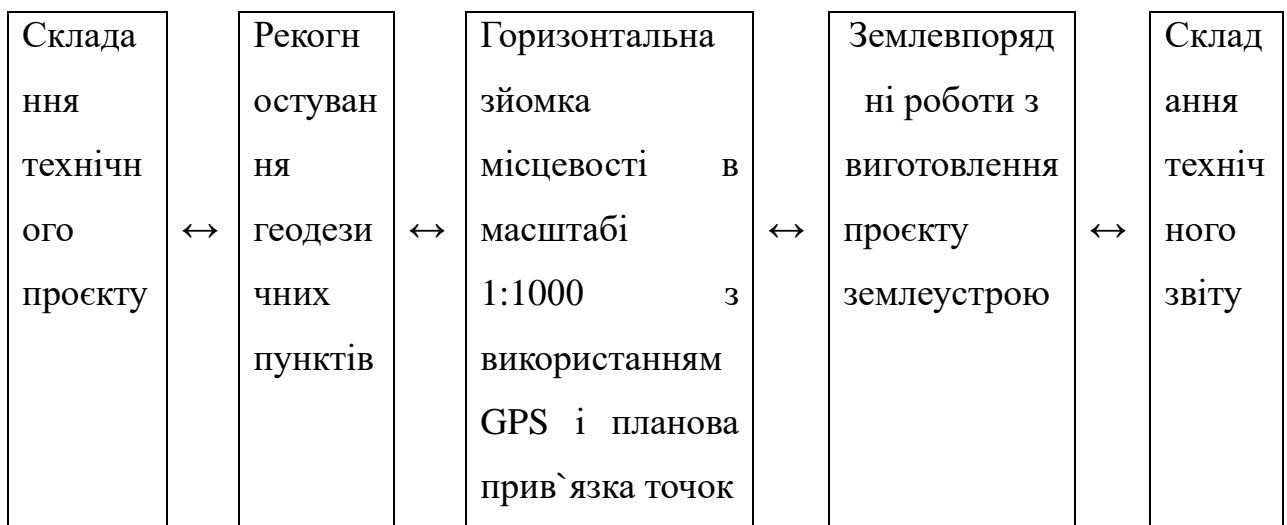 Склада
ння
технічн
ого
проєкту
↔
Рекогн
остуван
ня
геодези
чних
пунктів
↔
Горизонтальна
зйомка
місцевості в
масштабі
1:1000 з
використанням
GPS і планова
прив`язка точок
↔
Землевпоряд
ні роботи з
виготовлення
проєкту
землеустрою
↔
Склад
ання
техніч
ного
звіту